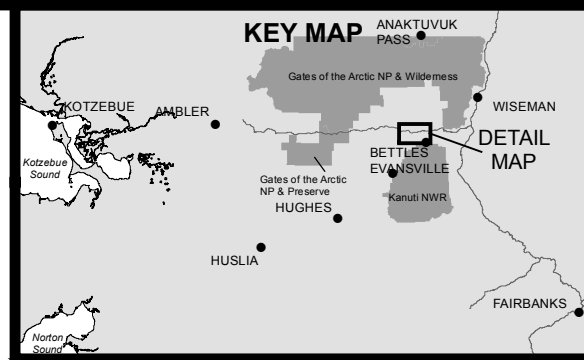 KEY MAP
ANAKTUVUK
PASS
Gates of the Arctic NP & Wilderness
KOTZEBUE
AMBLER
WISEMAN
Kotzebue
Sound
DETAIL
MAP
BETTLES
EVANSVILLE
Gates of the Arctic
NP & Preserve
Kanuti NWR
HUGHES
HUSLIA
FAIRBANKS
Norton
Sound